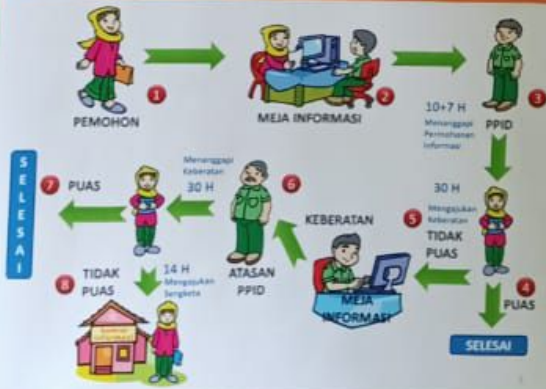 1
PEMOHON
2
MEJA INFORMASI
3
PPID
10+7 H
Menanggapi
Permohonan
Informasi
30 H
Mengajukan
Keberatan
4
PUAS
SELESAI
5
TIDAK
PUAS
KEBERATAN
MEJA
INFORMASI
6
ATASAN
PPID
Menanggapi
Keberatan
30 H
7
PUAS
SELESAI
8
TIDAK
PUAS
14 H
Mengajukan
Sengketa